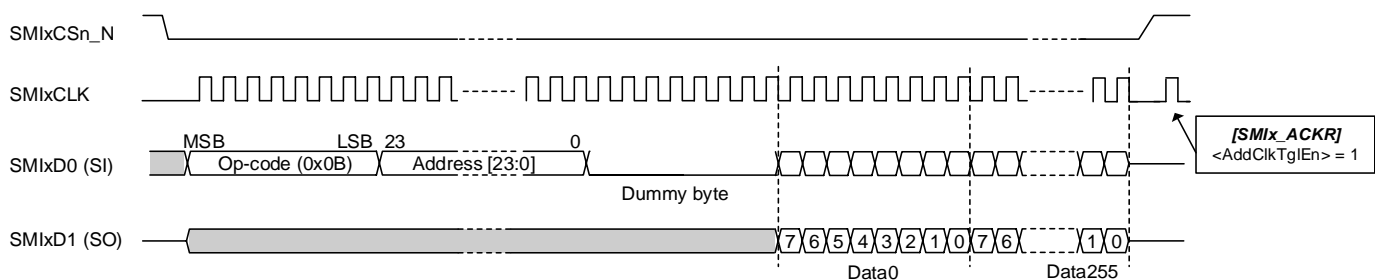 SMIxCSn_N
SMIxCLK
[SMIx_ACKR]
<AddClkTglEn> = 1
MSB LSB 23 0
SMIxD0 (SI) Op-code (0x0B) Address [23:0]
Dummy byte
SMIxD1 (SO) 7 6 5 4 3 2 1 0 7 6 1 0
Data0 Data255